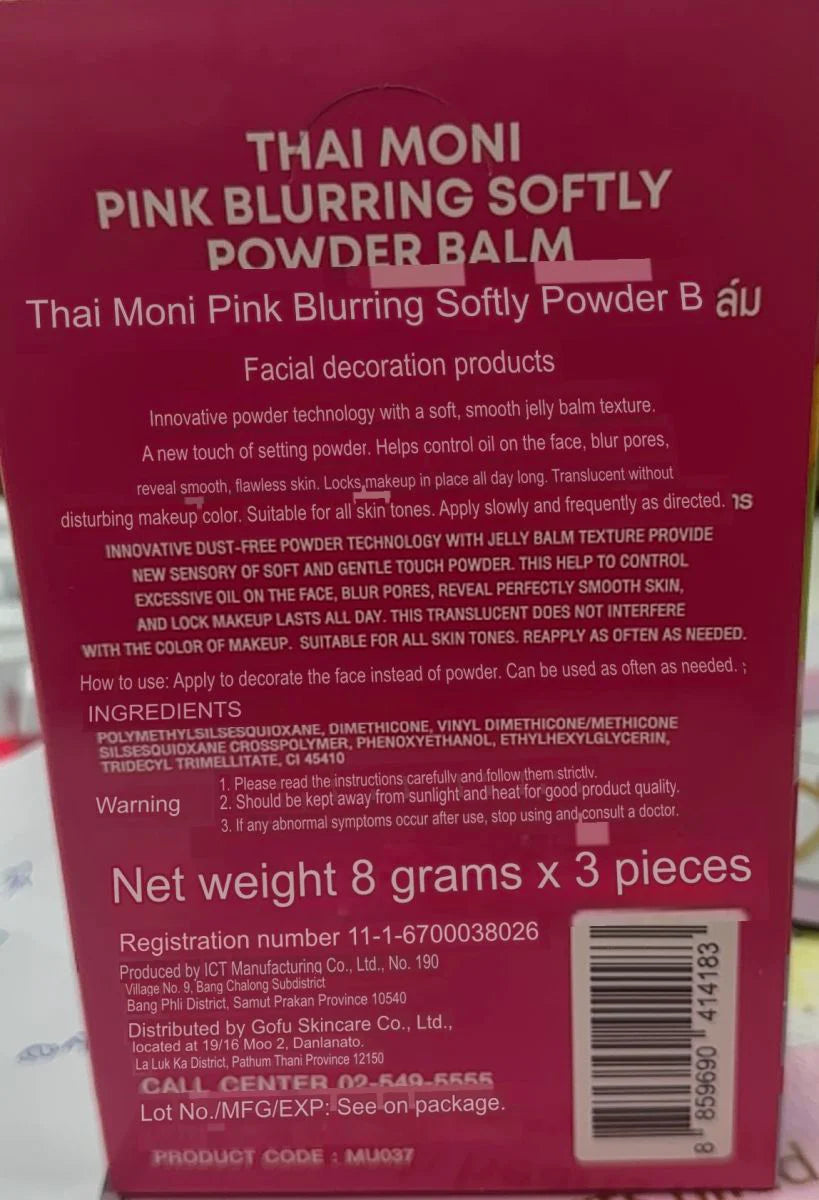 THAI MONI
PINK BLURRING SOFTLY
POWDER BALM
Thai Moni Pink Blurring Softly Powder B ล์ม
Facial decoration products
Innovative powder technology with a soft, smooth jelly balm texture.
A new touch of setting powder. Helps control oil on the face, blur pores,
reveal smooth, flawless skin. Locks makeup in place all day long. Translucent without
disturbing makeup color. Suitable for all skin tones. Apply slowly and frequently as directed.
INNOVATIVE DUST-FREE POWDER TECHNOLOGY WITH JELLY BALM TEXTURE PROVIDE
NEW SENSORY OF SOFT AND GENTLE TOUCH POWDER. THIS HELP TO CONTROL
EXCESSIVE OIL ON THE FACE, BLUR PORES, REVEAL PERFECTLY SMOOTH SKIN,
AND LOCK MAKEUP LASTS ALL DAY. THIS TRANSLUCENT DOES NOT INTERFERE
WITH THE COLOR OF MAKEUP. SUITABLE FOR ALL SKIN TONES. REAPPLY AS OFTEN AS NEEDED.
How to use: Apply to decorate the face instead of powder. Can be used as often as needed.
INGREDIENTS
POLYMETHYLSILSESQUIOXANE, DIMETHICONE, VINYL DIMETHICONE/METHICONE
SILSESQUIOXANE CROSSPOLYMER, PHENOXYETHANOL, ETHYLHEXYLGLYCERIN,
TRIDECYL TRIMELLITATE, CI 45410
Warning
1. Please read the instructions carefully and follow them strictly.
2. Should be kept away from sunlight and heat for good product quality.
3. If any abnormal symptoms occur after use, stop using and consult a doctor.
Net weight 8 grams x 3 pieces
Registration number 11-1-6700038026
Produced by ICT Manufacturing Co., Ltd., No. 190
Village No. 9, Bang Chalong Subdistrict
Bang Phli District, Samut Prakan Province 10540
Distributed by Gofu Skincare Co., Ltd.,
located at 19/16 Moo 2, Danlanato.
La Luk Ka District, Pathum Thani Province 12150
CALL CENTER 02-549-5555
Lot No./MFG/EXP: See on package.
PRODUCT CODE : MU037
8 859690 414183